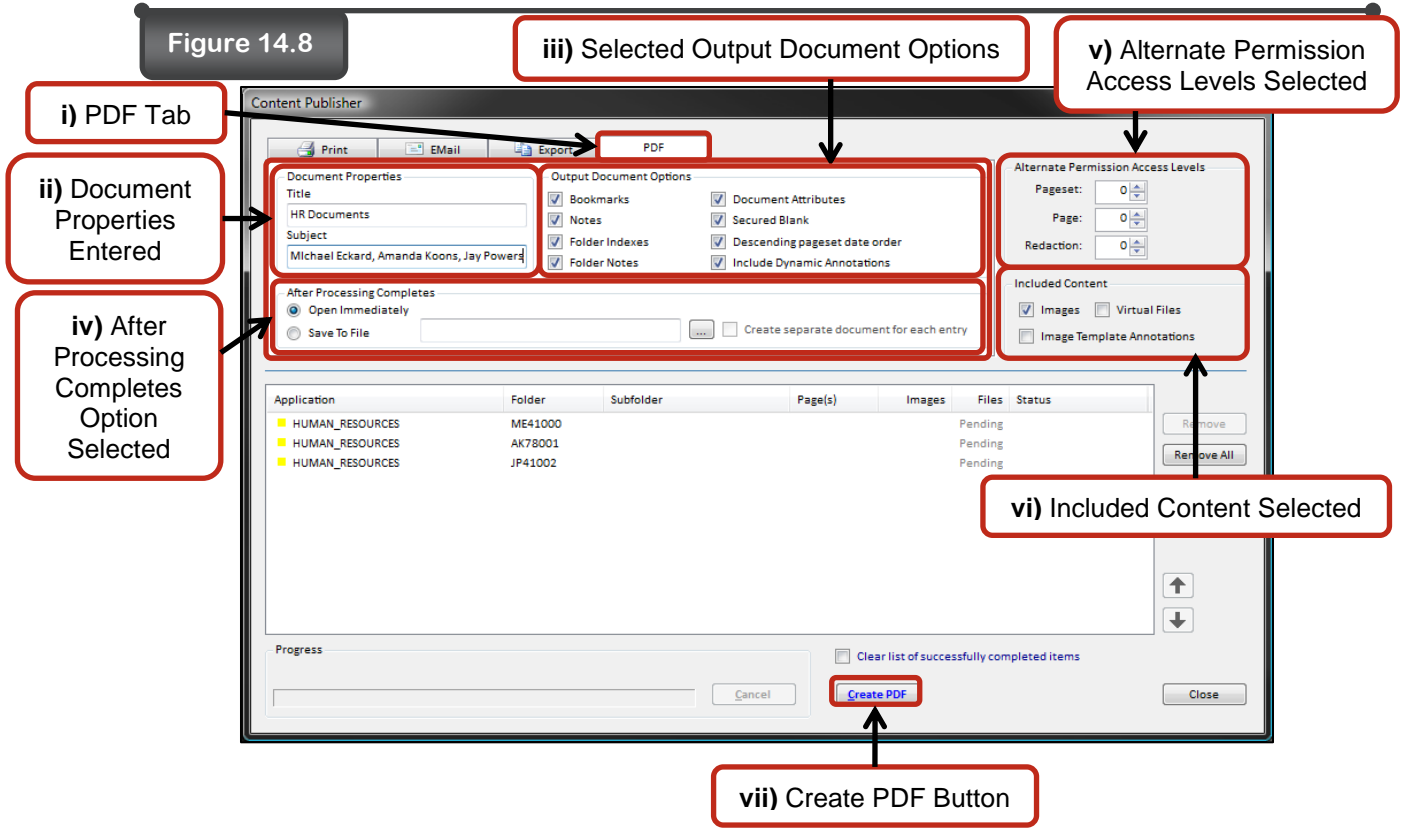 Figure 14.8
iii) Selected Output Document Options
v) Alternate Permission
Access Levels Selected
i) PDF Tab
ii) Document
Properties
Entered
iv) After
Processing
Completes
Option
Selected
Content Publisher
Print
EMail
Export
PDF
Document Properties
Title
HR Documents
Subject
MIchael Eckard, Amanda Koons, Jay Powers
Output Document Options
Bookmarks
Document Attributes
Notes
Secured Blank
Folder Indexes
Descending pageset date order
Folder Notes
Include Dynamic Annotations
Alternate Permission Access Levels
Pageset: 0
Page: 0
Redaction: 0
After Processing Completes
Open Immediately
Save To File
...
Create separate document for each entry
Included Content
Images
Virtual Files
Image Template Annotations
Application Folder Subfolder Page(s) Images Files Status
HUMAN_RESOURCES ME41000 Pending
HUMAN_RESOURCES AK78001 Pending
HUMAN_RESOURCES JP41002 Pending
Remove
Remove All
vi) Included Content Selected
Progress
Cancel
Clear list of successfully completed items
Create PDF
Close
vii) Create PDF Button